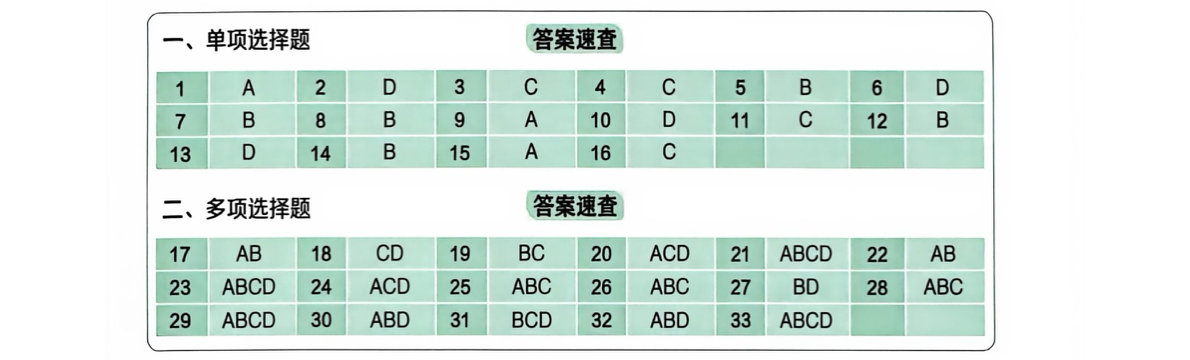 一、单项选择题 答案速查
1 A 2 D 3 C 4 C 5 B 6 D
7 B 8 B 9 A 10 D 11 C 12 B
13 D 14 B 15 A 16 C
二、多项选择题 答案速查
17 AB 18 CD 19 BC 20 ACD 21 ABCD 22 AB
23 ABCD 24 ACD 25 ABC 26 ABC 27 BD 28 ABC
29 ABCD 30 ABD 31 BCD 32 ABD 33 ABCD